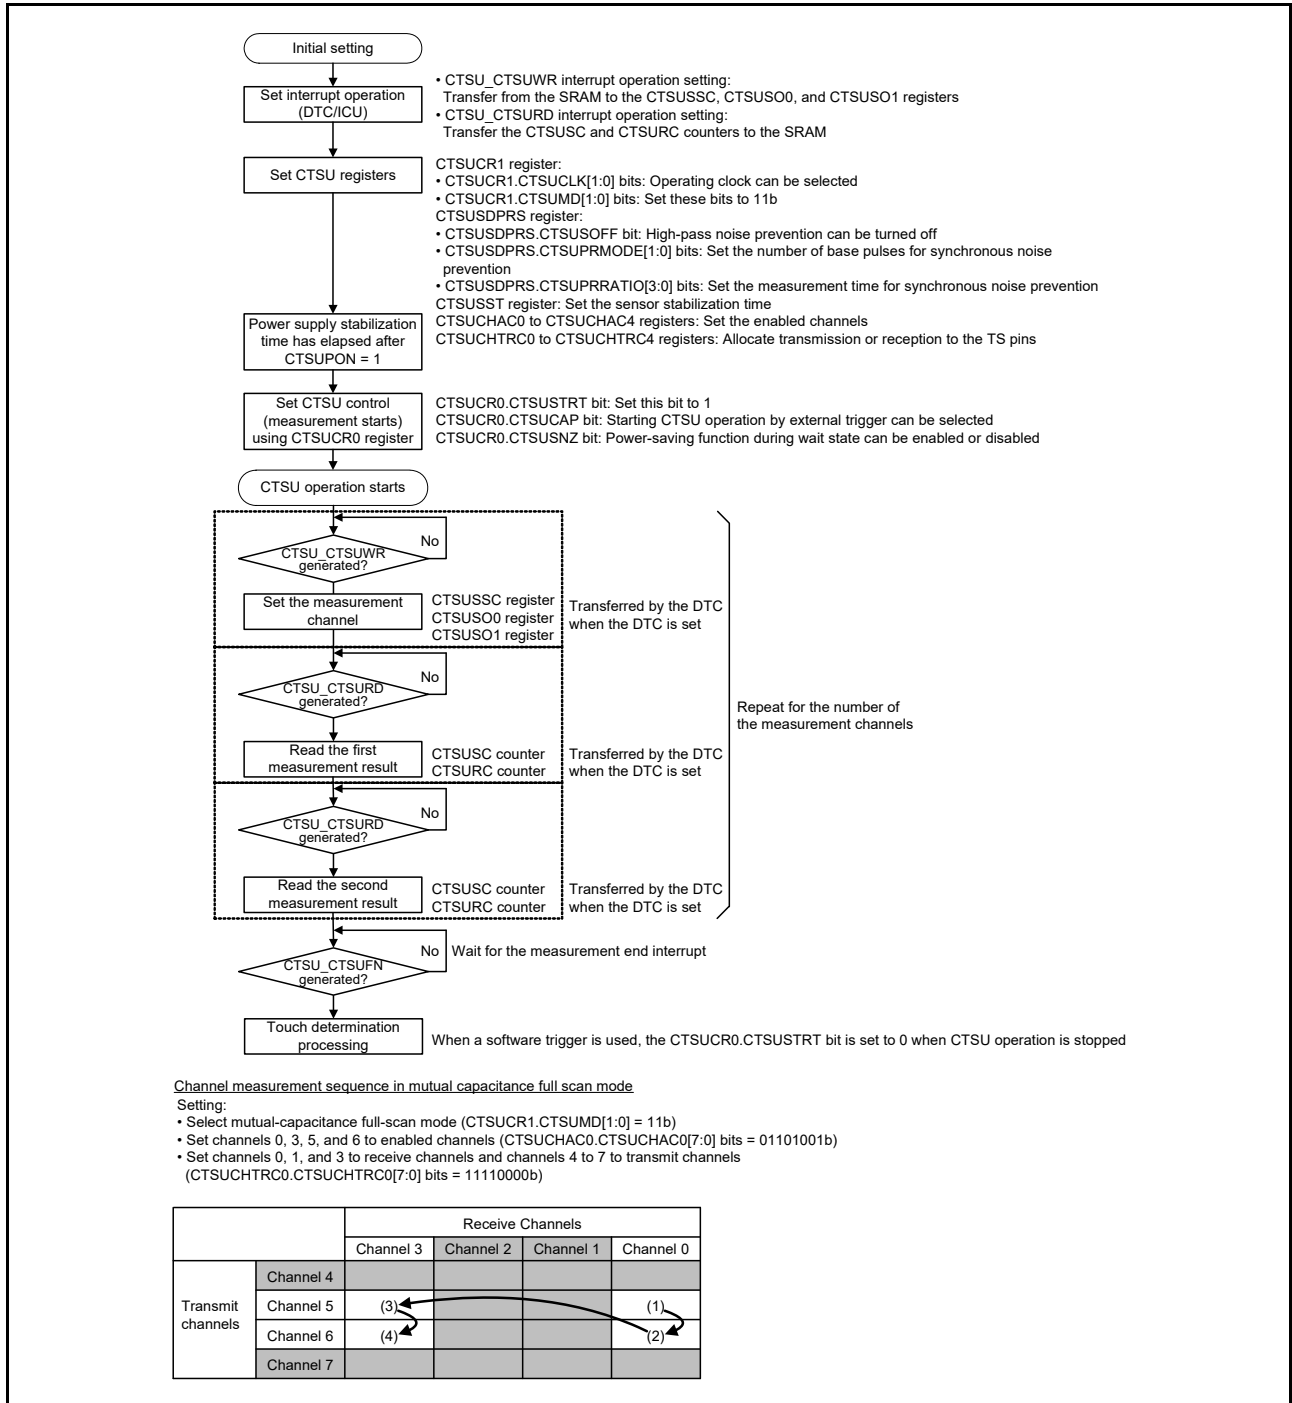 Initial setting
Set interrupt operation
(DTC/ICU)
• CTSU_CTSUWR interrupt operation setting:
Transfer from the SRAM to the CTSUSSC, CTSUSO0, and CTSUSO1 registers
• CTSU_CTSURD interrupt operation setting:
Transfer the CTSUSC and CTSURC counters to the SRAM
Set CTSU registers
CTSUCR1 register:
• CTSUCR1.CTSUCLK[1:0] bits: Operating clock can be selected
• CTSUCR1.CTSUMD[1:0] bits: Set these bits to 11b
CTSUSDPRS register:
• CTSUSDPRS.CTSUSOFF bit: High-pass noise prevention can be turned off
• CTSUSDPRS.CTSUPRMODE[1:0] bits: Set the number of base pulses for synchronous noise
prevention
• CTSUSDPRS.CTSUPRRATIO[3:0] bits: Set the measurement time for synchronous noise prevention
CTSUSST register: Set the sensor stabilization time
CTSUCHAC0 to CTSUCHAC4 registers: Set the enabled channels
CTSUCHTRC0 to CTSUCHTRC4 registers: Allocate transmission or reception to the TS pins
Power supply stabilization
time has elapsed after
CTSUPON = 1
Set CTSU control
(measurement starts)
using CTSUCR0 register
CTSUCR0.CTSUSTRT bit: Set this bit to 1
CTSUCR0.CTSUCAP bit: Starting CTSU operation by external trigger can be selected
CTSUCR0.CTSUSNZ bit: Power-saving function during wait state can be enabled or disabled
CTSU operation starts
CTSU_CTSUWR
generated?
No
Set the measurement
channel
CTSUSSC register
CTSUSO0 register
CTSUSO1 register
Transferred by the DTC
when the DTC is set
CTSU_CTSURD
generated?
No
Repeat for the number of
the measurement channels
Read the first
measurement result
CTSUSC counter
CTSURC counter
Transferred by the DTC
when the DTC is set
CTSU_CTSURD
generated?
No
Read the second
measurement result
CTSUSC counter
CTSURC counter
Transferred by the DTC
when the DTC is set
CTSU_CTSUFN
generated?
No
Wait for the measurement end interrupt
Touch determination
processing
When a software trigger is used, the CTSUCR0.CTSUSTRT bit is set to 0 when CTSU operation is stopped
Channel measurement sequence in mutual capacitance full scan mode
Setting:
• Select mutual-capacitance full-scan mode (CTSUCR1.CTSUMD[1:0] = 11b)
• Set channels 0, 3, 5, and 6 to enabled channels (CTSUCHAC0.CTSUCHAC0[7:0] bits = 01101001b)
• Set channels 0, 1, and 3 to receive channels and channels 4 to 7 to transmit channels
(CTSUCHTRC0.CTSUCHTRC0[7:0] bits = 11110000b)
Receive Channels
Channel 3 Channel 2 Channel 1 Channel 0
Transmit
channels
Channel 4
Channel 5 (3) (1)
Channel 6 (4) (2)
Channel 7